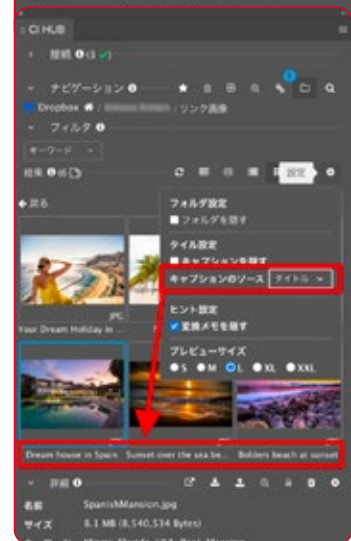 CI HUB
接続 (1 ✓)
ナビゲーション
Dropbox / / リンク画像
フィルタ
キーワード
結果 (6) 設定
戻る
フォルダ設定
フォルダを隠す
タイル設定
キャプションを隠す
キャプションのソース タイトル
JPG
Your Dream Holiday in ...
ヒント設定
変換メモを隠す
プレビューサイズ
S M L XL XXL
Dream house in Spain Sunset over the sea be... Bolders beach at sunset
詳細
名前 SpanishMansion.jpg
サイズ 8.1 MB (8,540,534 Bytes)